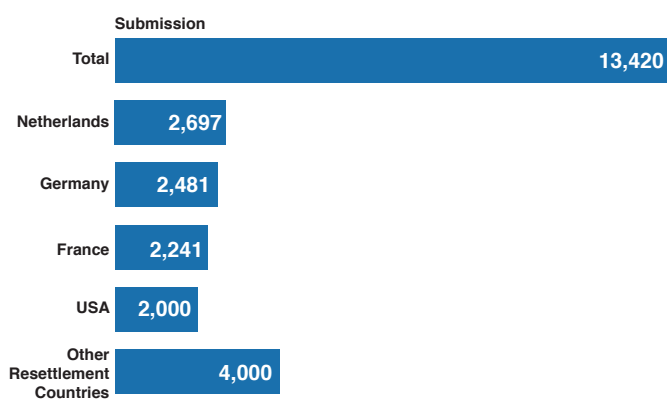 Submission
Total 13,420
Netherlands 2,697
Germany 2,481
France 2,241
USA 2,000
Other
Resettlement 4,000
Countries